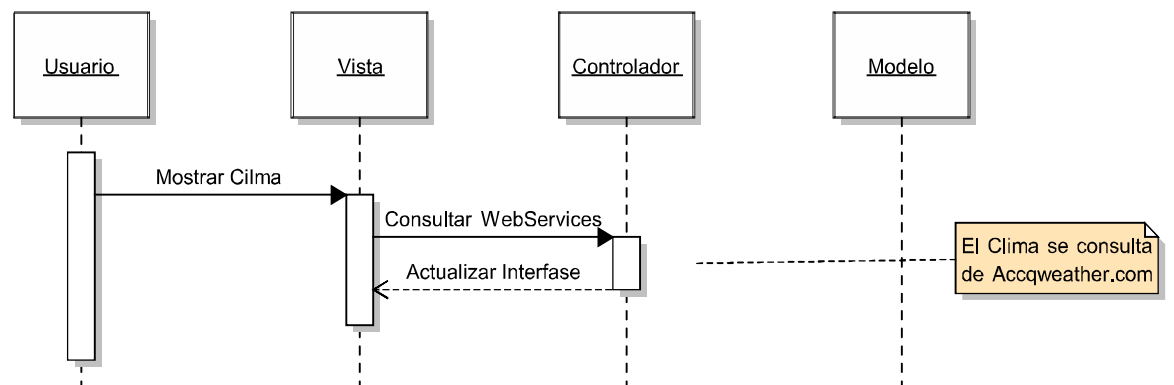 Usuario
Vista
Controlador
Modelo
Mostrar Cilma
Consultar WebServices
Actualizar Interfase
El Clima se consulta
de Accqweather.com